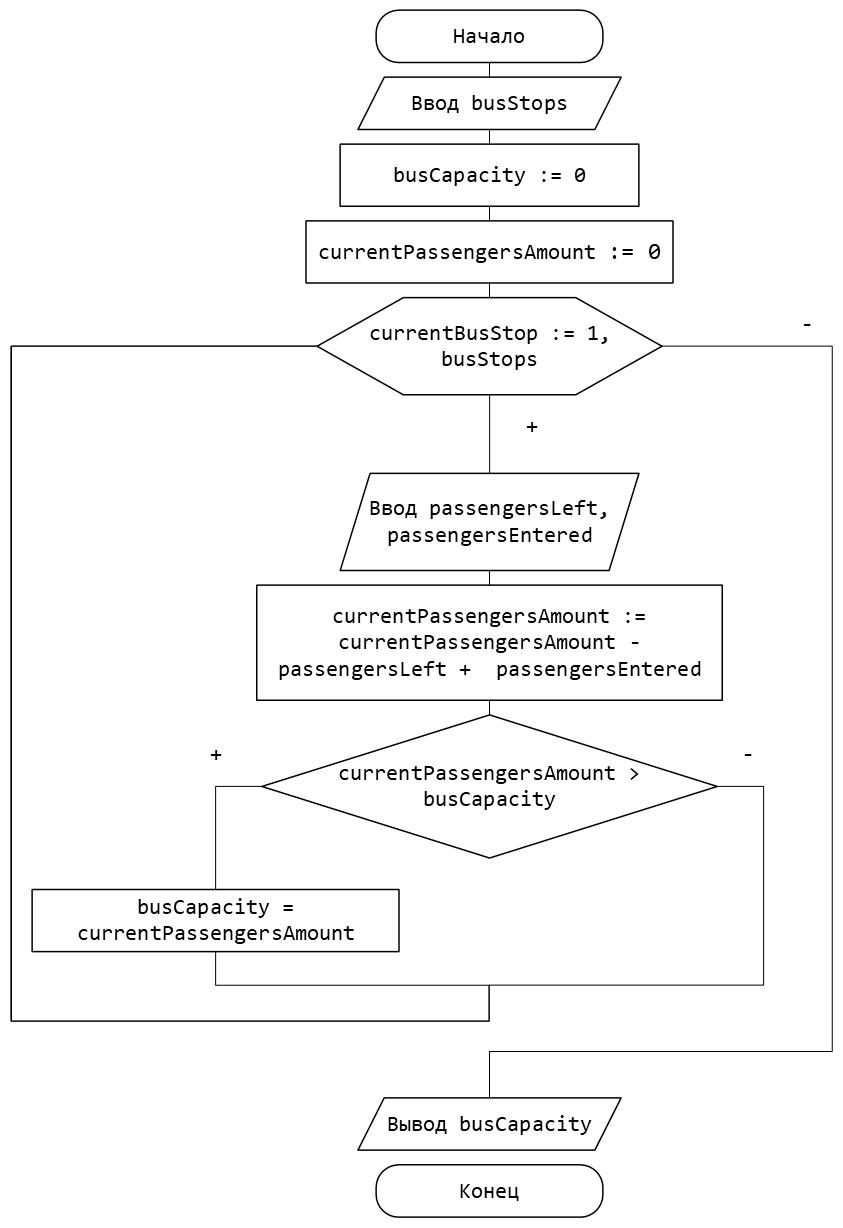 Начало
Ввод busStops
busCapacity := 0
currentPassengersAmount := 0
currentBusStop := 1,
busStops
-
+
Ввод passengersLeft,
passengersEntered
currentPassengersAmount :=
currentPassengersAmount -
passengersLeft +  passengersEntered
+
-
currentPassengersAmount >
busCapacity
busCapacity =
currentPassengersAmount
Вывод busCapacity
Конец